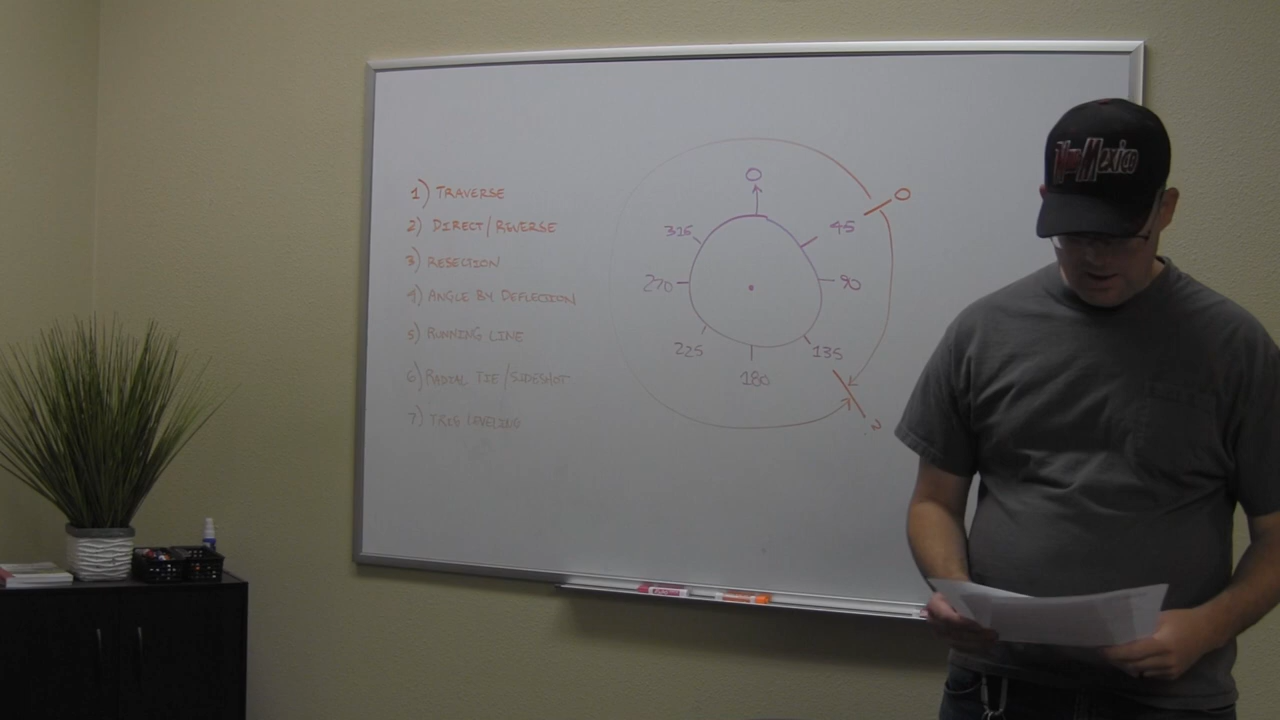 1) TRAVERSE
2) DIRECT/REVERSE
3) RESECTION
4) ANGLE BY DEFLECTION
5) RUNNING LINE
6) RADIAL TIE/SIDESHOT
7) TRIG LEVELING
0
0
315
45
270
90
225
135
180
2
New Mexico